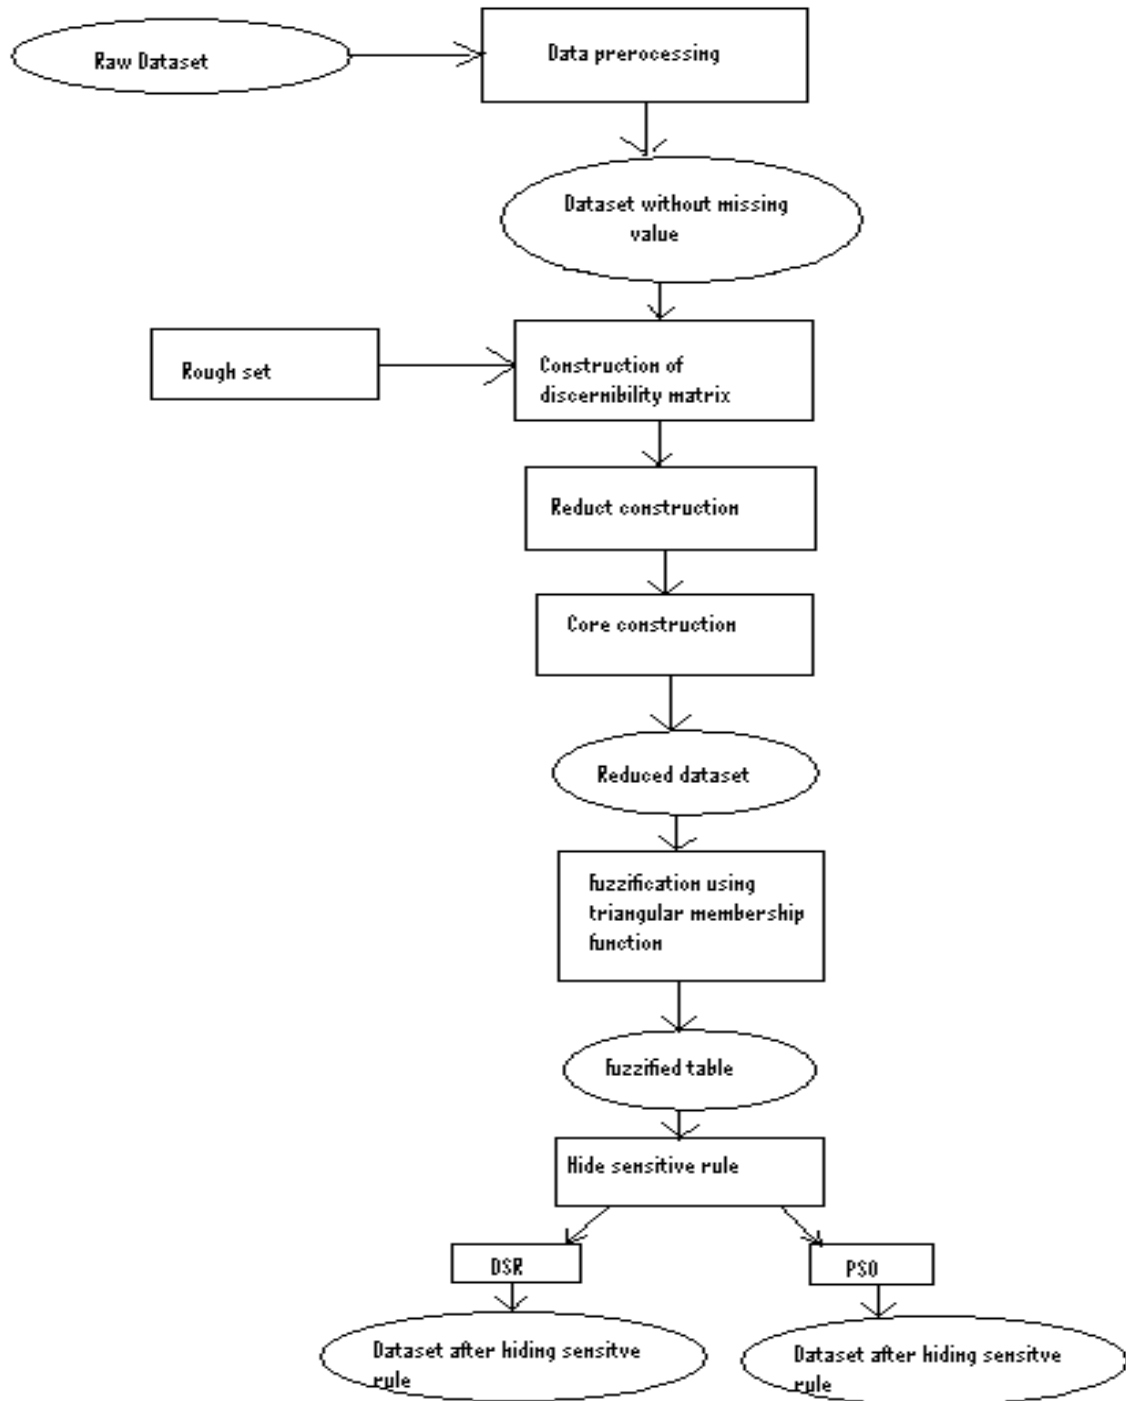 Raw Dataset
Data prerocessing
Dataset without missing
value
Rough set
Construction of
discernibility matrix
Reduct construction
Core construction
Reduced dataset
Fuzzification using
triangular membership
function
Fuzzified table
Hide sensitive rule
DSR
PSO
Dataset after hiding sensitve
rule
Dataset after hiding sensitve
rule